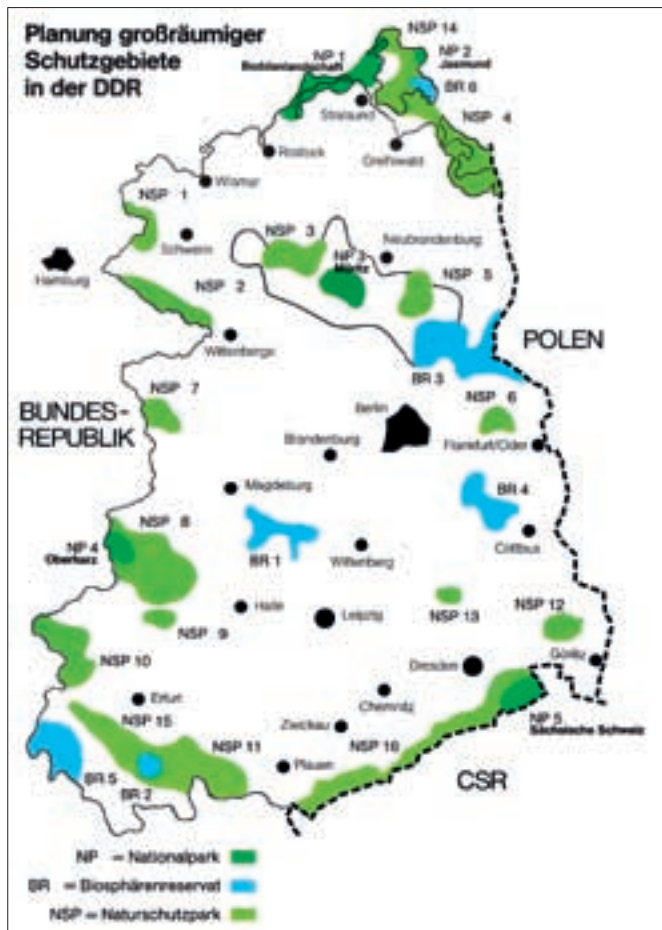 Planung großräumiger
Schutzgebiete
in der DDR
NSP 14
NP 1
Boddenlandschaft
NP 2
Jasmund
BR 6
Stralsund
NSP 4
Rostock
Greifswald
Wismar
NSP 1
Schwerin
NSP 3
Neubrandenburg
NP 3
Müritz
Hamburg
NSP 2
NSP 5
Wittenberge
POLEN
BR 3
NSP 7
NSP 6
BUNDES-
REPUBLIK
Berlin
Brandenburg
Frankfurt/Oder
Magdeburg
BR 4
NSP 8
NP 4
Oberharz
BR 1
Wittenberg
Cottbus
Halle
Leipzig
NSP 13
NSP 12
NSP 9
NSP 10
Dresden
Görlitz
Erfurt
Chemnitz
NP 5
Sächsische Schweiz
NSP 15
Zwickau
NSP 11
NSP 16
Plauen
BR 5
BR 2
CSR
NP = Nationalpark
BR = Biosphärenreservat
NSP = Naturschutzpark